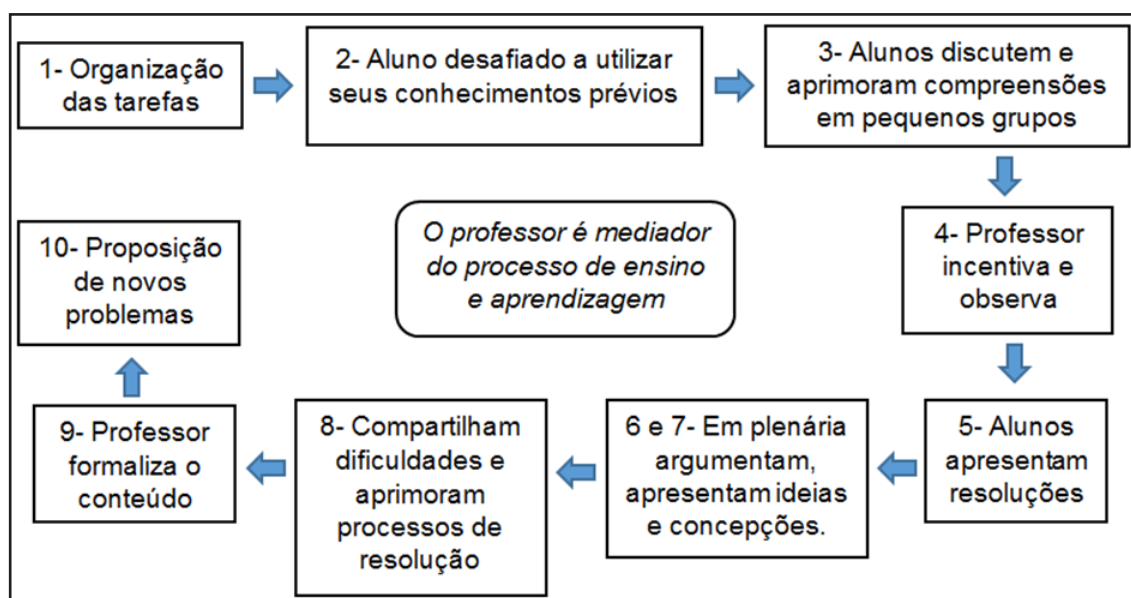 1- Organização
das tarefas
2- Aluno desafiado a utilizar
seus conhecimentos prévios
3- Alunos discutem e
aprimoram compreensões
em pequenos grupos
4- Professor
incentiva e
observa
5- Alunos
apresentam
resoluções
6 e 7- Em plenária
argumentam,
apresentam ideias
e concepções.
8- Compartilham
dificuldades e
aprimoram
processos de
resolução
9- Professor
formaliza o
conteúdo
10- Proposição
de novos
problemas
O professor é mediador
do processo de ensino
e aprendizagem